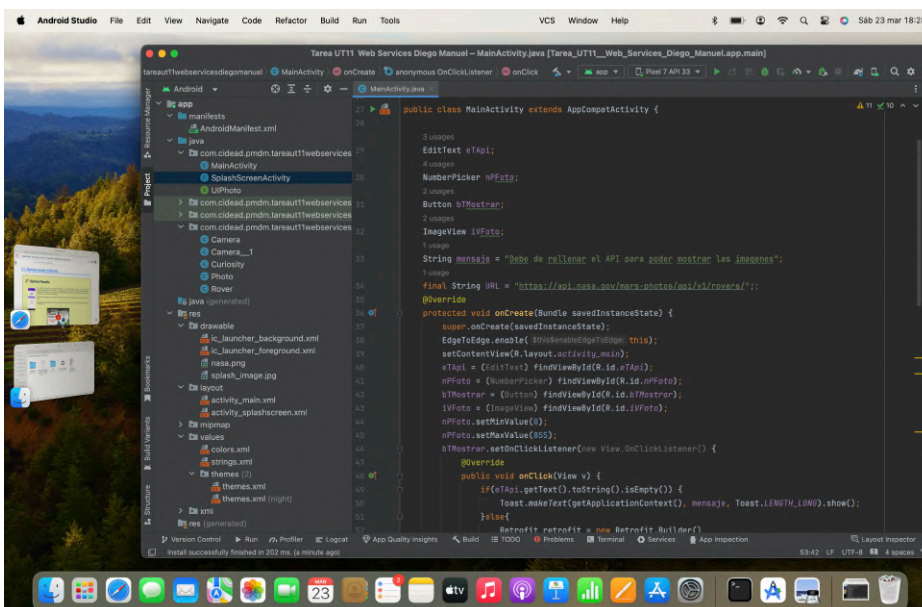 Android Studio File Edit View Navigate Code Refactor Build Run Tools VCS Window Help Sáb 23 mar 18:2
Tarea UT11 Web Services Diego Manuel – MainActivity.java [Tarea_UT11__Web_Services_Diego_Manuel.app.main]
tareaut11webservicesdiegomanuel MainActivity onCreate anonymous OnClickListener onClick app Pixel 7 API 33
Android
MainActivity.java
Resource Manager
Project
Bookmarks
Build Variants
Structure
app
manifests
AndroidManifest.xml
java
com.cidead.pmdm.tareaut11webservices
MainActivity
SplashScreenActivity
UIPhoto
com.cidead.pmdm.tareaut11webservices
com.cidead.pmdm.tareaut11webservices
com.cidead.pmdm.tareaut11webservices
Camera
Camera__1
Curiosity
Photo
Rover
java (generated)
res
drawable
ic_launcher_background.xml
ic_launcher_foreground.xml
nasa.png
splash_image.jpg
layout
activity_main.xml
activity_splashscreen.xml
mipmap
values
colors.xml
strings.xml
themes (2)
themes.xml
themes.xml (night)
xml
res (generated)
27 public class MainActivity extends AppCompatActivity { 11 10
28
3 usages
29 EditText eTApi;
4 usages
30 NumberPicker nPFoto;
2 usages
31 Button bTMostrar;
2 usages
32 ImageView iVFoto;
1 usage
33 String mensaje = "Debe de rellenar el API para poder mostrar las imagenes";
1 usage
34 final String URL = "https://api.nasa.gov/mars-photos/api/v1/rovers/";;
35 @Override
36 protected void onCreate(Bundle savedInstanceState) {
37 super.onCreate(savedInstanceState);
38 EdgeToEdge.enable( $this$enableEdgeToEdge: this);
39 setContentView(R.layout.activity_main);
40 eTApi = (EditText) findViewById(R.id.eTApi);
41 nPFoto = (NumberPicker) findViewById(R.id.nPFoto);
42 bTMostrar = (Button) findViewById(R.id.bTMostrar);
43 iVFoto = (ImageView) findViewById(R.id.iVFoto);
44 nPFoto.setMinValue(0);
45 nPFoto.setMaxValue(855);
46 bTMostrar.setOnClickListener(new View.OnClickListener() {
47 @Override
48 public void onClick(View v) {
49 if(eTApi.getText().toString().isEmpty()) {
50 Toast.makeText(getApplicationContext(), mensaje, Toast.LENGTH_LONG).show();
51 }else{
52 Retrofit retrofit = new Retrofit.Builder()
Version Control Run Profiler Logcat App Quality Insights Build TODO Problems Terminal Services App Inspection Layout Inspector
Install successfully finished in 202 ms. (a minute ago) 53:42 LF UTF-8 4 spaces
MAR
23
tv